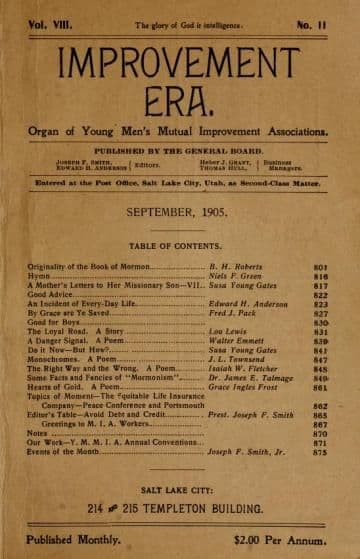 Vol. VIII. The glory of God is intelligence. No. 11
IMPROVEMENT
ERA.
Organ of Young Men's Mutual Improvement Associations.
PUBLISHED BY THE GENERAL BOARD.
JOSEPH F. SMITH, EDWARD H. ANDERSON } Editors. HEBER J. GRANT, THOMAS HULL, } Business Managers.
Entered at the Post Office, Salt Lake City, Utah, as Second-Class Matter.
SEPTEMBER, 1905.
TABLE OF CONTENTS.
Originality of the Book of Mormon.................... B. H. Roberts 801
Hymn.................... Niels P. Green 816
A Mother's Letters to Her Missionary Son—VII.. Susa Young Gates 817
Good Advice.................... 822
An Incident of Every-Day Life.................... Edward H. Anderson 823
By Grace are Ye Saved.................... Fred J. Pack 827
Good for Boys.................... 830
The Loyal Road. A Story.................... Lou Lewis 831
A Danger Signal. A Poem.................... Walter Emmett 839
Do it Now—But How?.................... Susa Young Gates 841
Monochromes. A Poem.................... J. L. Townsend 847
The Right Way and the Wrong. A Poem.......... Isaiah W. Fletcher 848
Some Facts and Fancies of "Mormonism".......... Dr. James E. Talmage 849
Hearts of Gold. A Poem.................... Grace Ingles Frost 861
Topics of Moment—The Equitable Life Insurance
Company—Peace Conference and Portsmouth 862
Editor's Table—Avoid Debt and Credit.......... Prest. Joseph F. Smith 865
Greetings to M. I. A. Workers.................... 867
Notes.................... 870
Our Work—Y. M. M. I. A. Annual Conventions... 871
Events of the Month.................... Joseph F. Smith, Jr. 875
SALT LAKE CITY:
214 215 TEMPLETON BUILDING.
Published Monthly. $2.00 Per Annum.